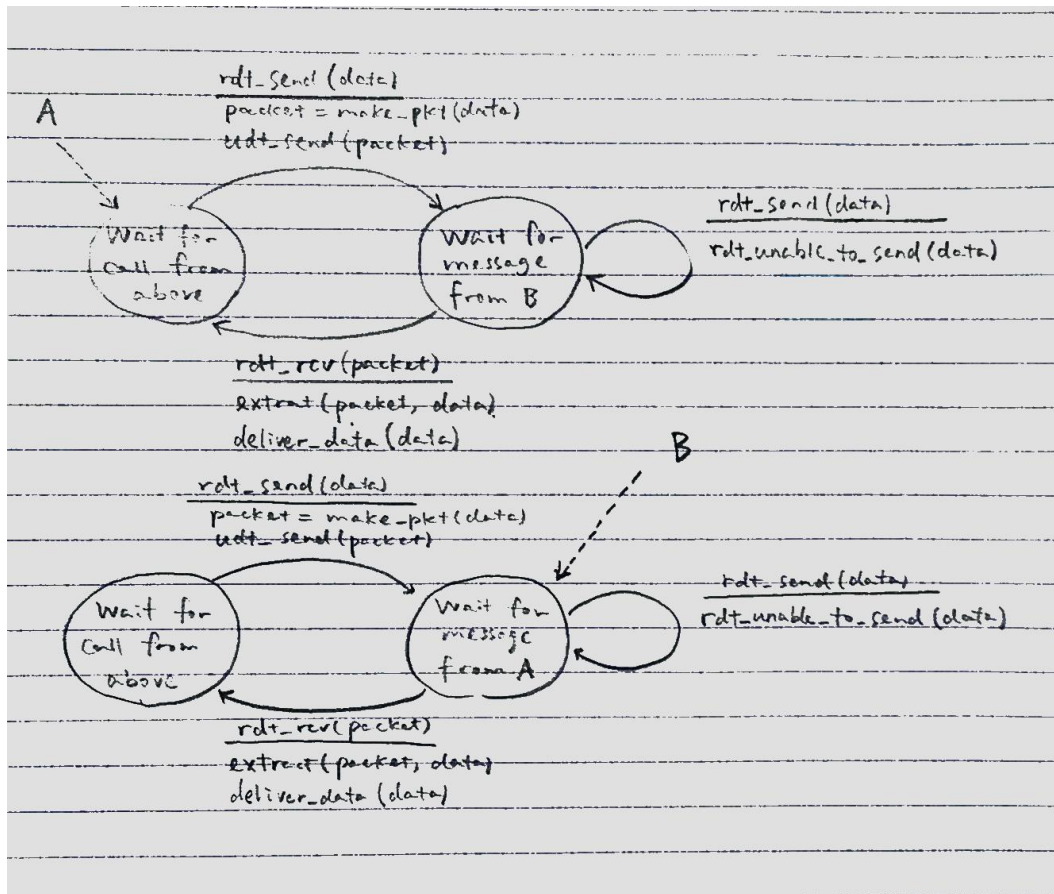 rdt_send (data)
packet = make_pkt (data)
udt_send (packet)
A
Wait for
call from
above
Wait for
message
from B
rdt_send (data)
rdt_unable_to_send (data)
rdt_rcv (packet)
extrat (packet, data)
deliver_data (data)
B
rdt_send (data)
packet = make_pkt (data)
udt_send (packet)
Wait for
call from
above
Wait for
message
from A
rdt_send (data)
rdt_unable_to_send (data)
rdt_rcv (packet)
extract (packet, data)
deliver_data (data)